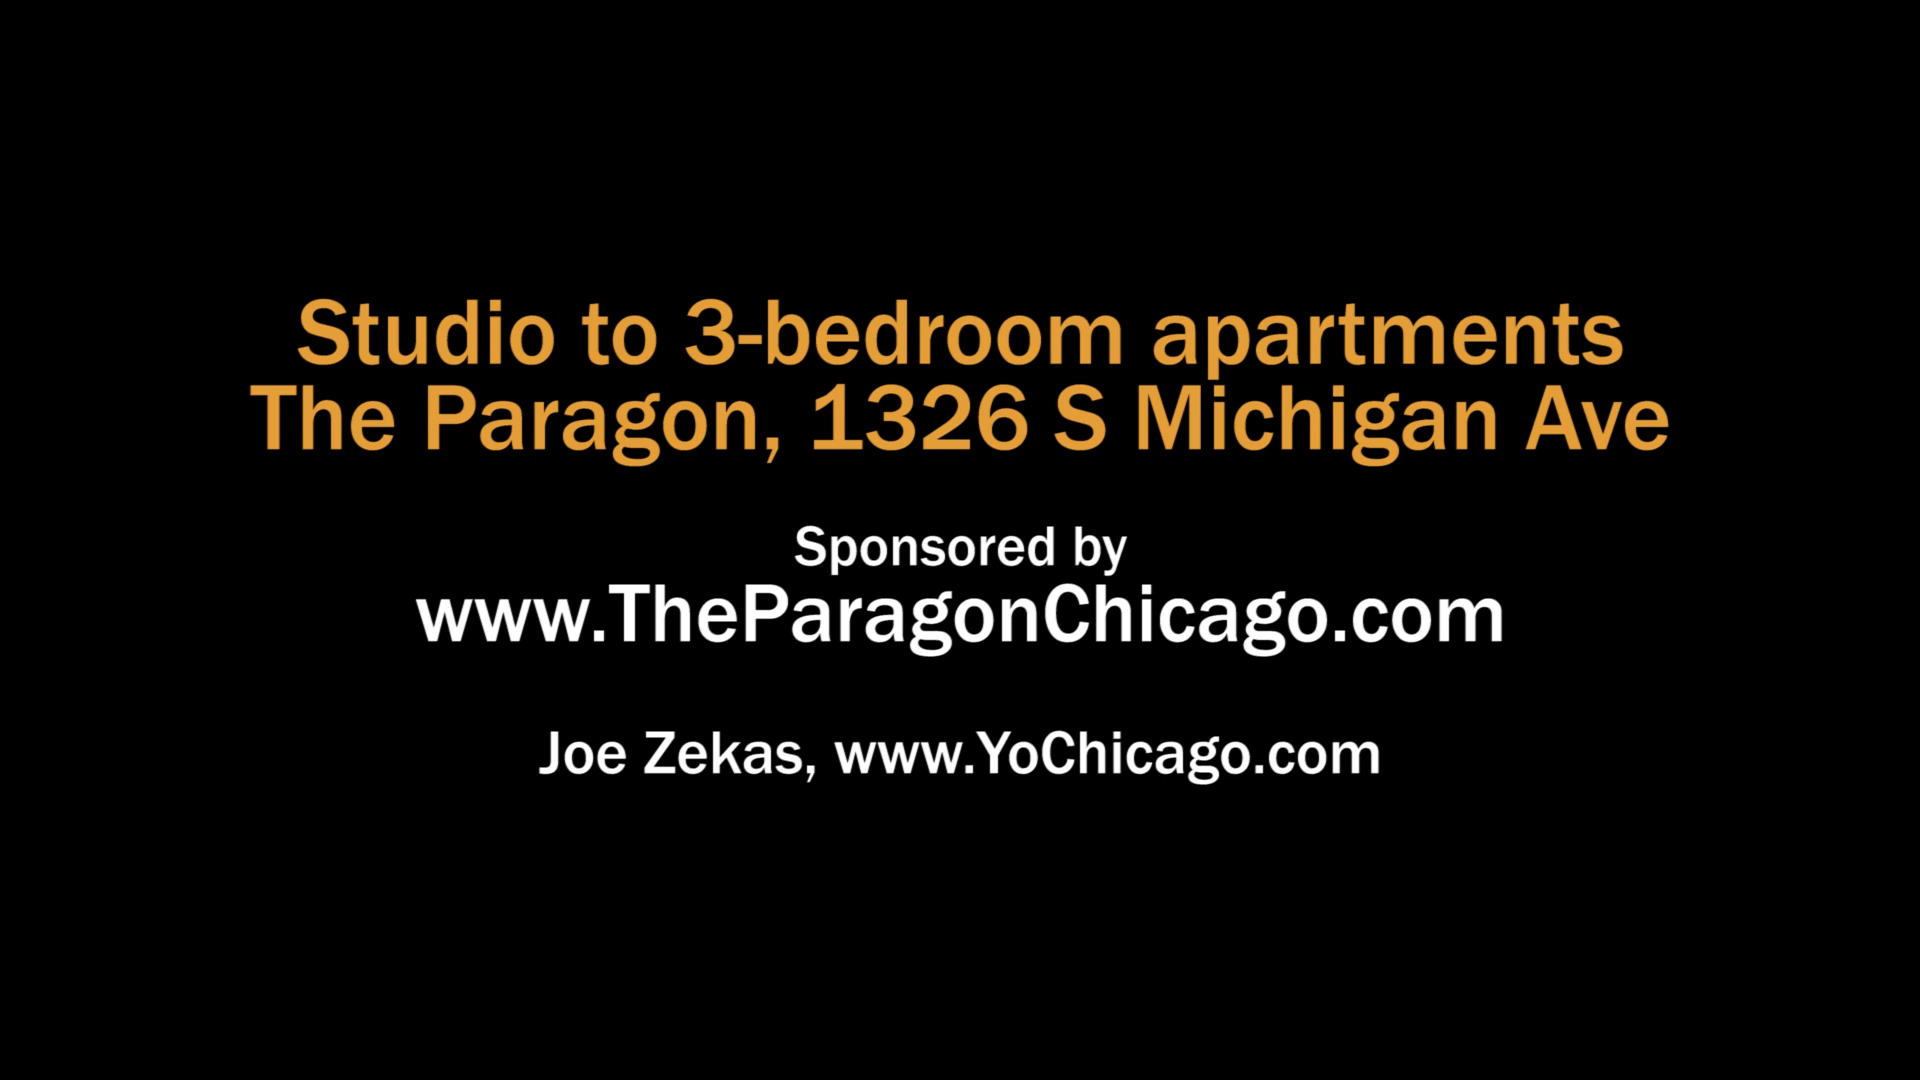 Studio to 3-bedroom apartments
The Paragon, 1326 S Michigan Ave
Sponsored by
www.TheParagonChicago.com
Joe Zekas, www.YoChicago.com